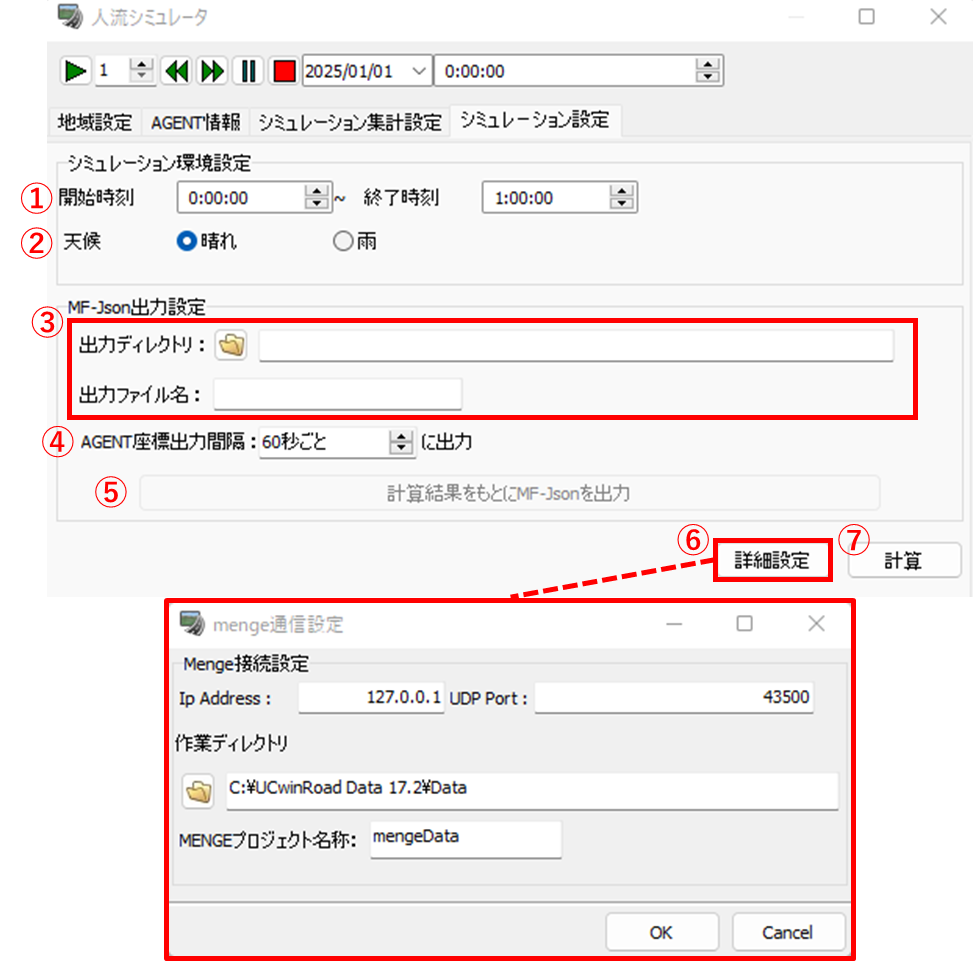 人流シミュレータ
1 2025/01/01 0:00:00
地域設定 AGENT情報 シミュレーション集計設定 シミュレーション設定
シミュレーション環境設定
① 開始時刻 0:00:00 ~ 終了時刻 1:00:00
② 天候 晴れ 雨
MF-Json出力設定
③
出力ディレクトリ：
出力ファイル名：
④ AGENT座標出力間隔：60秒ごと に出力
⑤ 計算結果をもとにMF-Jsonを出力
⑥ 詳細設定 ⑦ 計算
menge通信設定
Menge接続設定
Ip Address： 127.0.0.1 UDP Port： 43500
作業ディレクトリ
C:¥UCwinRoad Data 17.2¥Data
MENGEプロジェクト名称： mengeData
OK Cancel